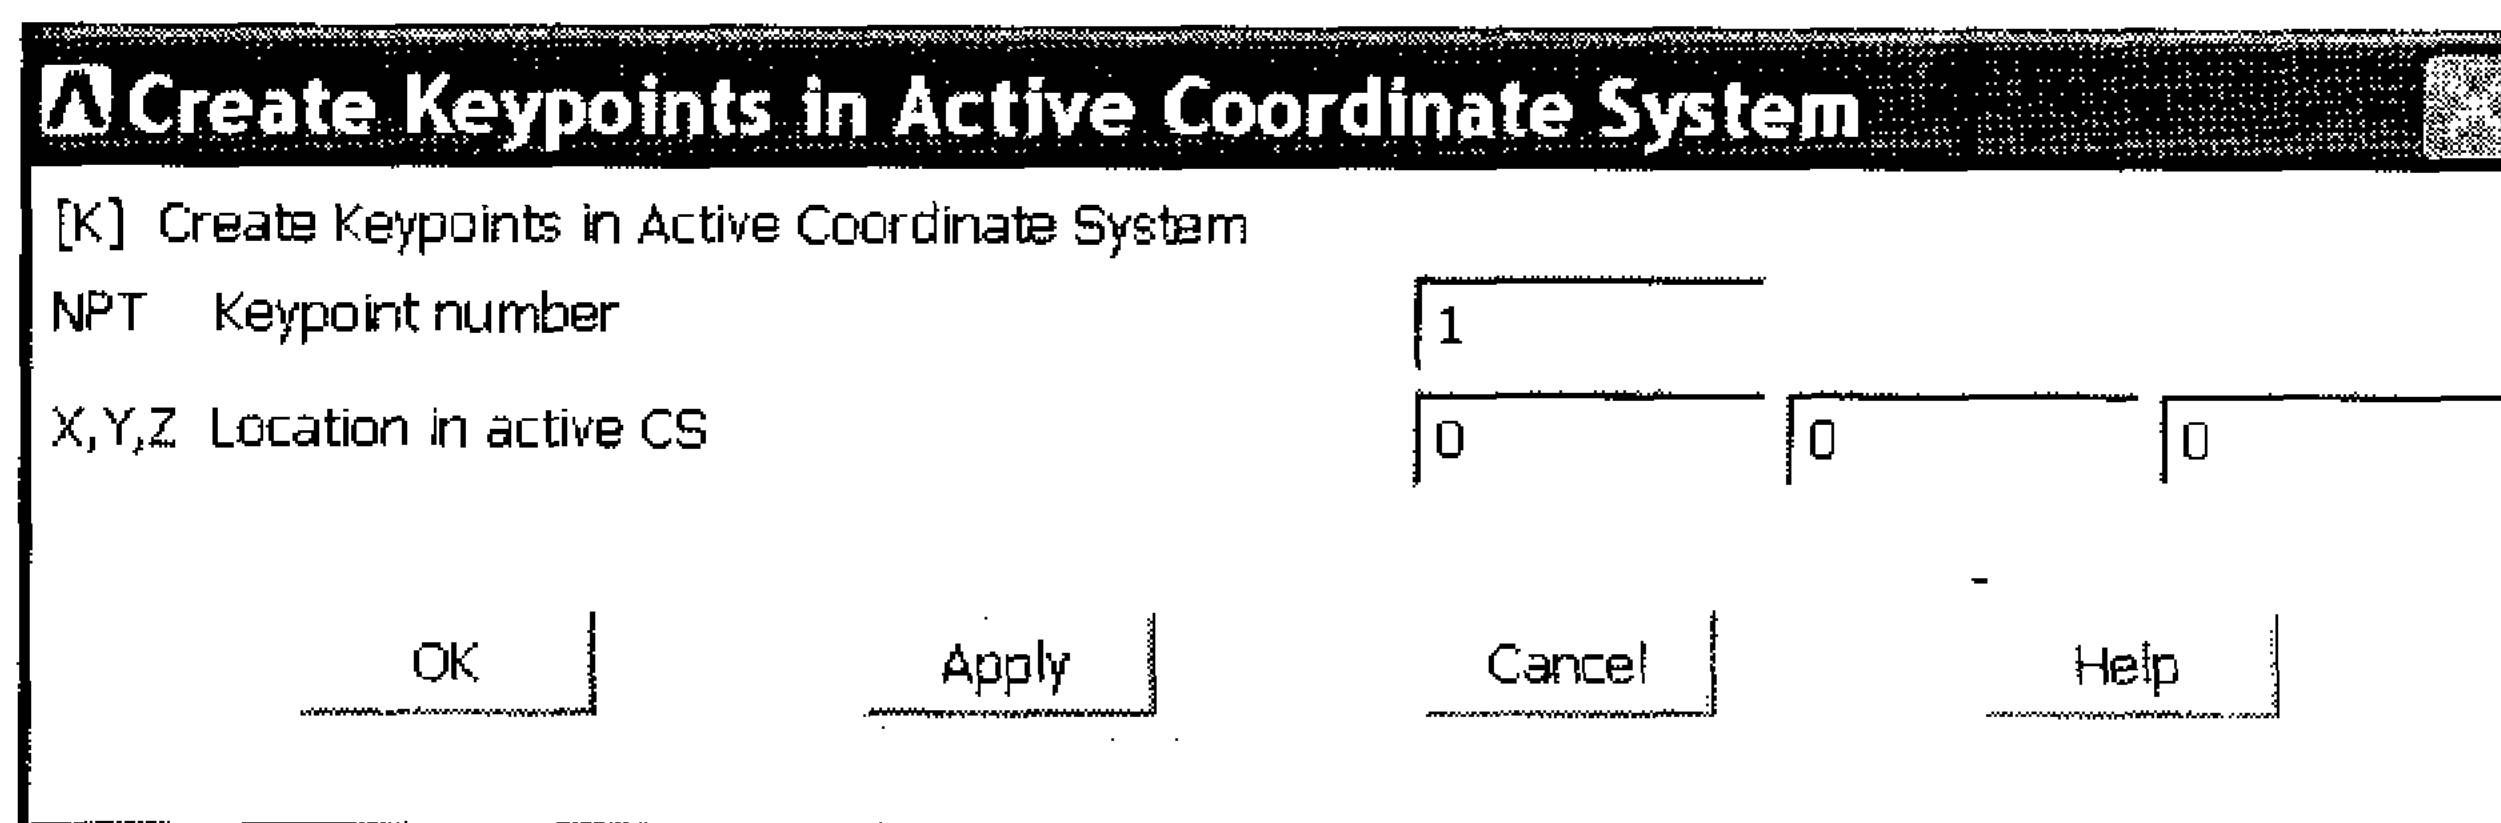 Create Keypoints in Active Coordinate System
[K] Create Keypoints in Active Coordinate System
NPT Keypoint number 1
X,Y,Z Location in active CS 0 0 0
OK Apply Cancel Help